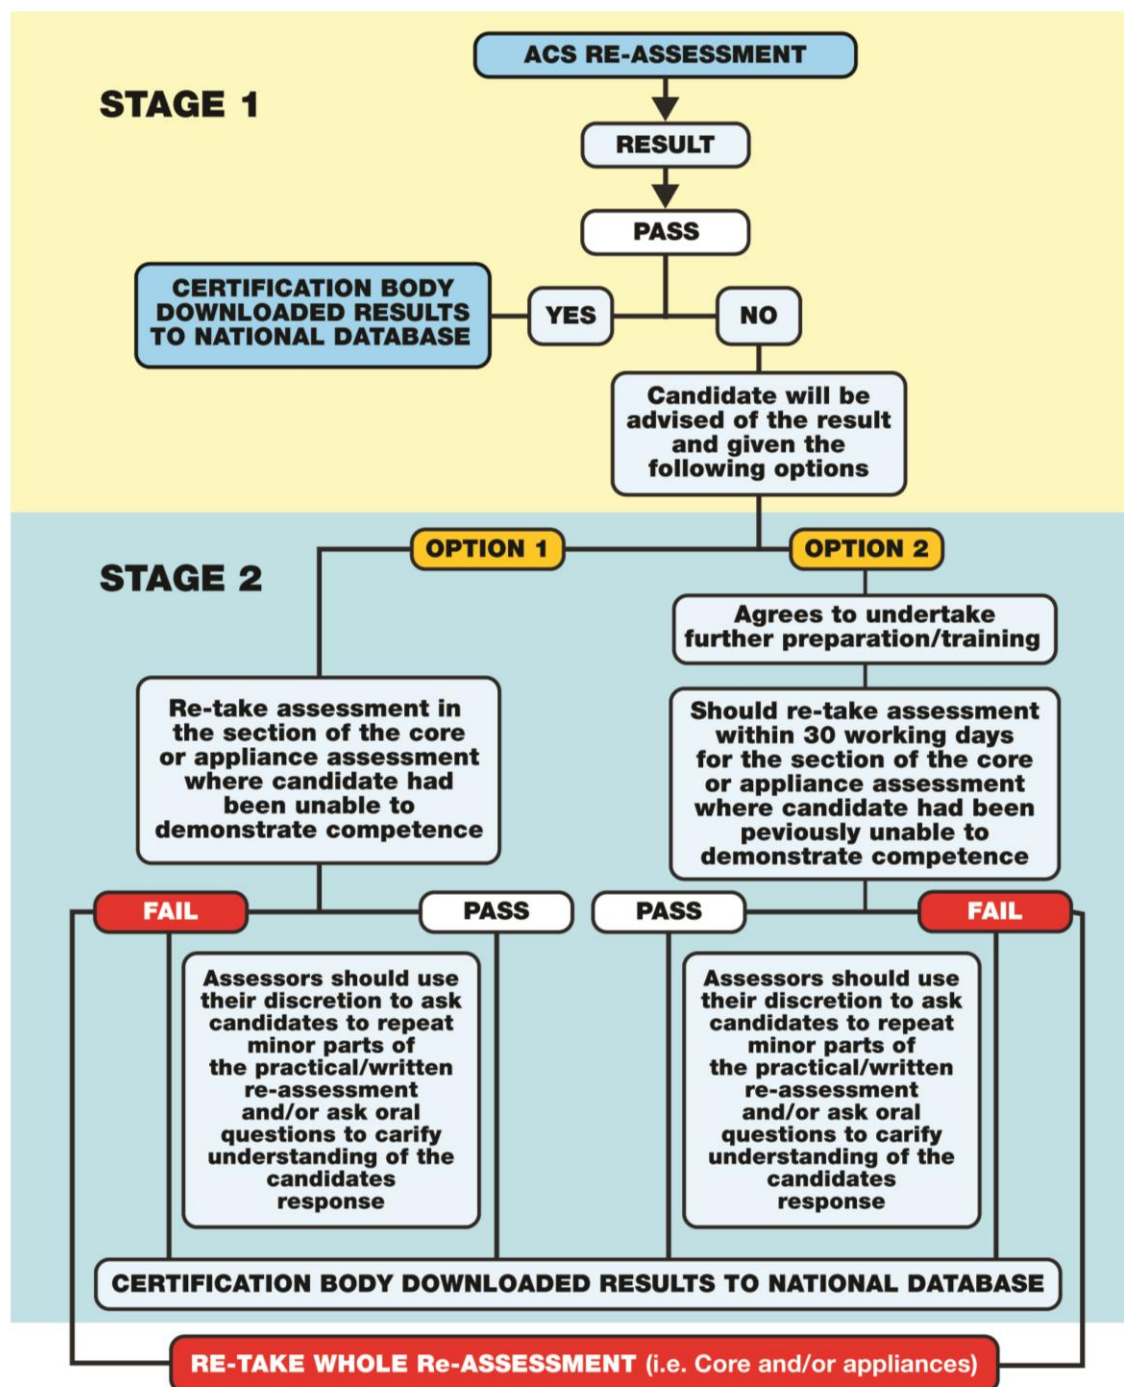 ACS RE-ASSESSMENT
STAGE 1
RESULT
PASS
CERTIFICATION BODY
DOWNLOADED RESULTS
TO NATIONAL DATABASE
YES
NO
Candidate will be
advised of the result
and given the
following options
OPTION 1
OPTION 2
STAGE 2
Agrees to undertake
further preparation/training
Re-take assessment in
the section of the core
or appliance assessment
where candidate had
been unable to
demonstrate competence
Should re-take assessment
within 30 working days
for the section of the core
or appliance assessment
where candidate had been
peviously unable to
demonstrate competence
FAIL
PASS
PASS
FAIL
Assessors should use
their discretion to ask
candidates to repeat
minor parts of
the practical/written
re-assessment
and/or ask oral
questions to carify
understanding of the
candidates
response
Assessors should use
their discretion to ask
candidates to repeat
minor parts of
the practical/written
re-assessment
and/or ask oral
questions to carify
understanding of the
candidates
response
CERTIFICATION BODY DOWNLOADED RESULTS TO NATIONAL DATABASE
RE-TAKE WHOLE Re-ASSESSMENT (i.e. Core and/or appliances)